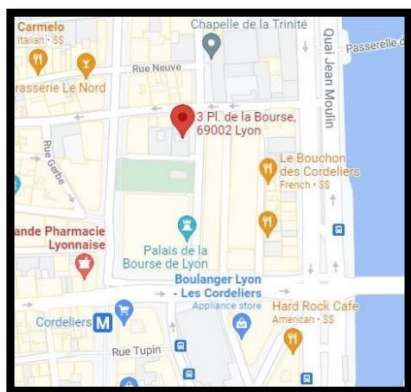 Carmelo
Italian • $$
Chapelle de la Trinité
Quai Jean Moulin
Passerelle d
Rue Neuve
rasserie Le Nord
3 Pl. de la Bourse,
69002 Lyon
Rue Gerbe
Le Bouchon
des Cordeliers
French • $$
ande Pharmacie
Lyonnaise
Palais de la
Bourse de Lyon
Boulanger Lyon
- Les Cordeliers
Appliance store
Hard Rock Cafe
American • $$
Cordeliers M
Rue Tupin